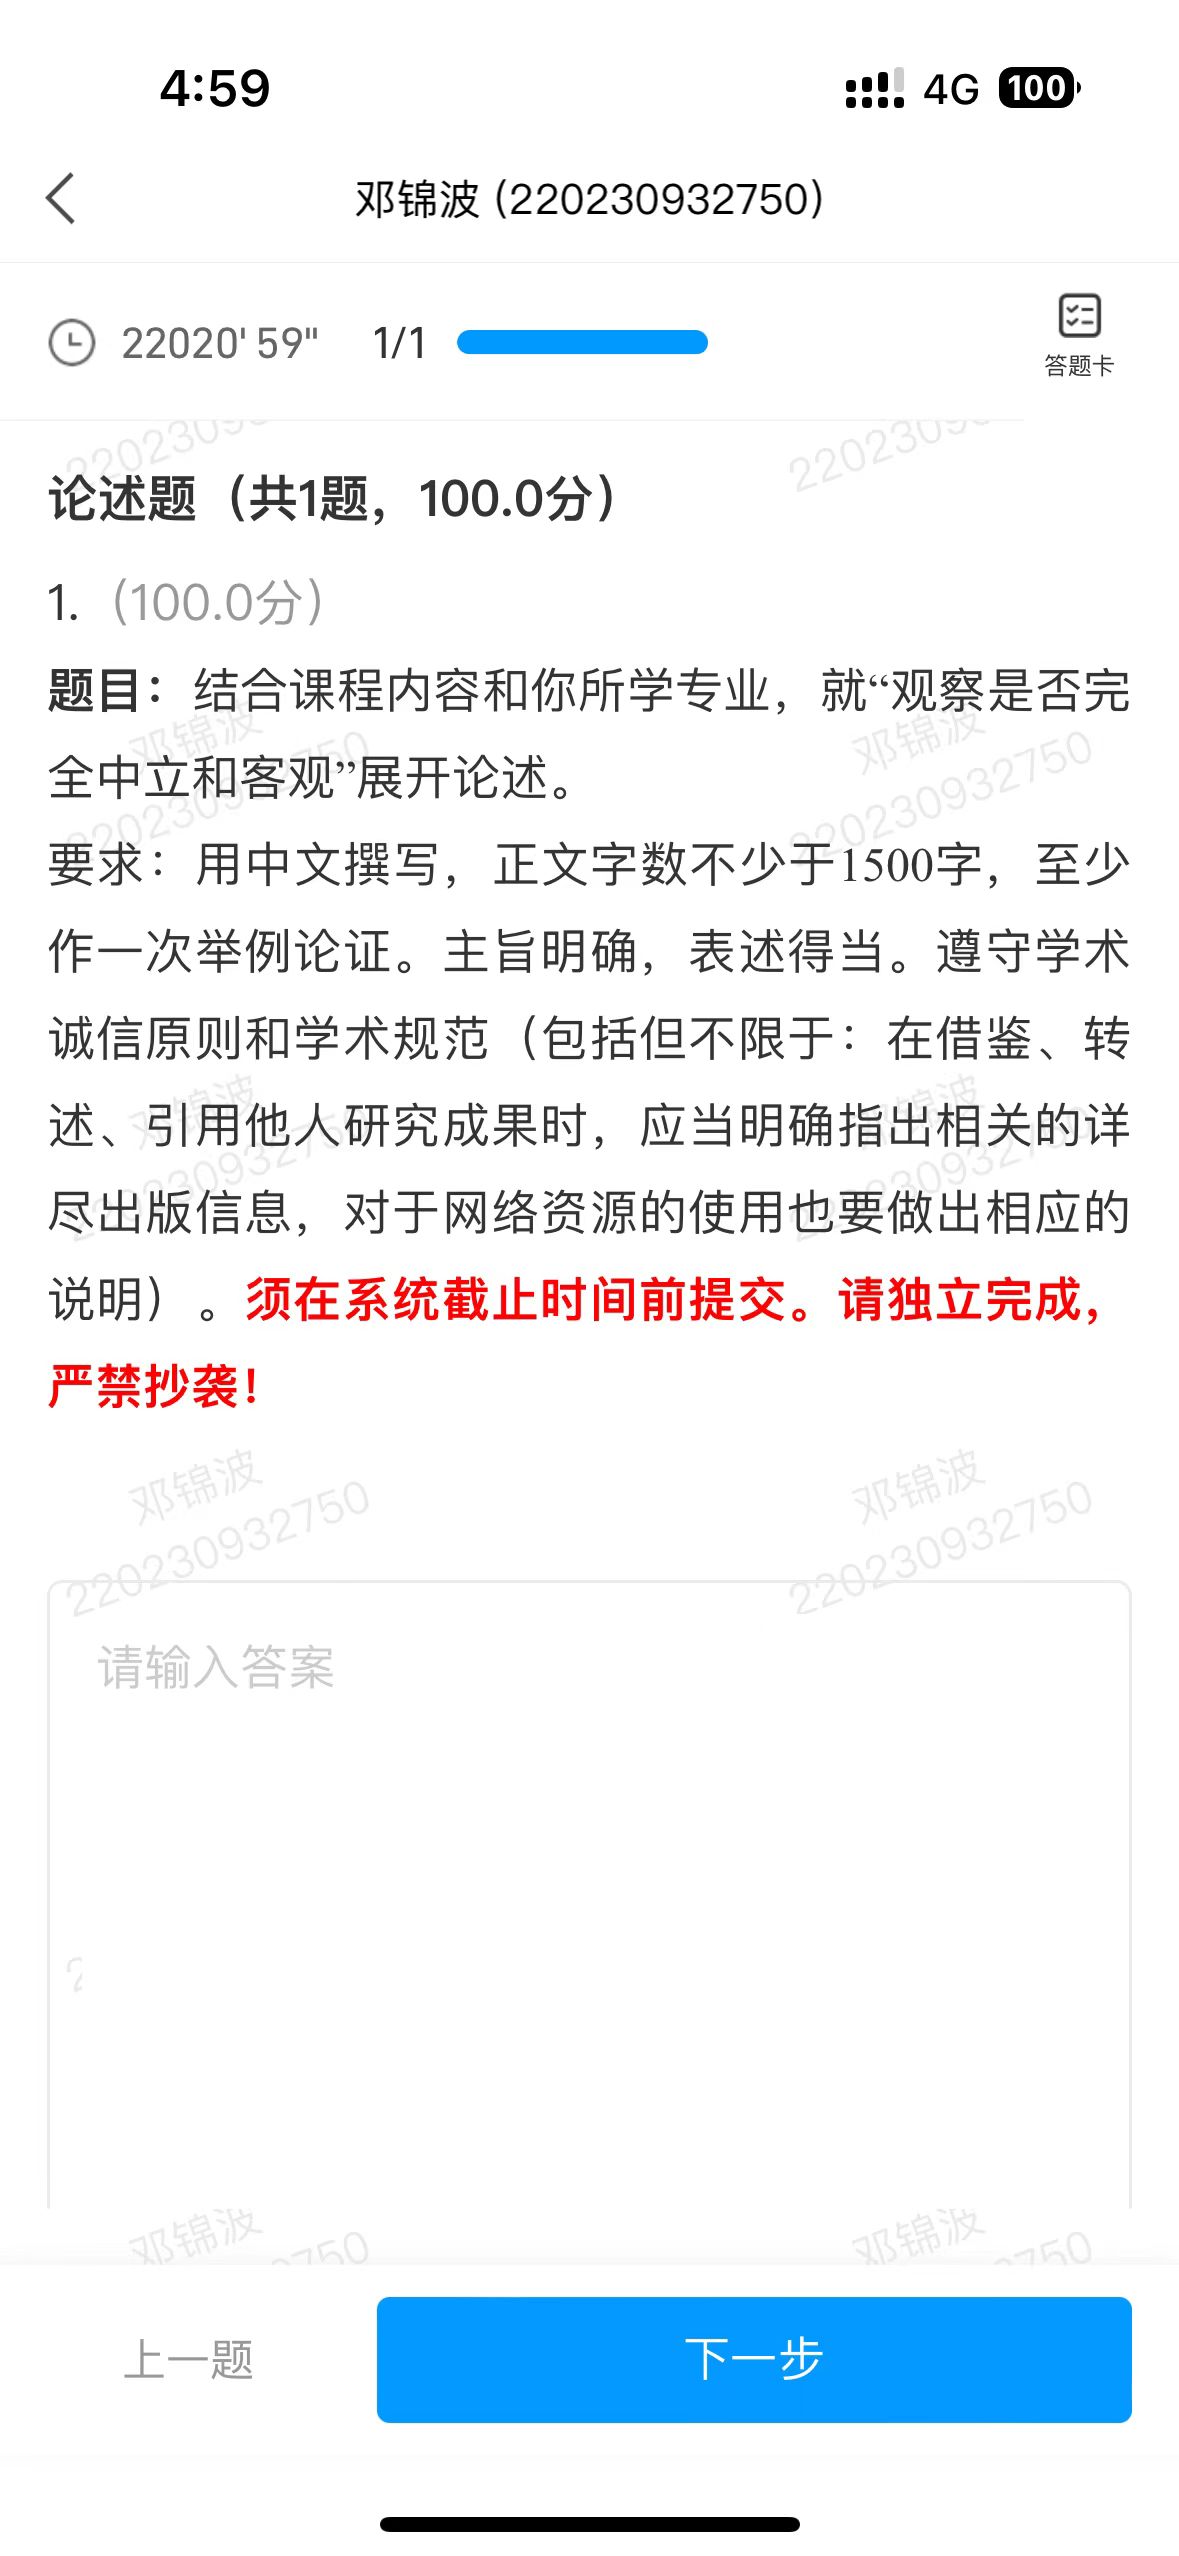 4:59
4G 100
邓锦波 (220230932750)
22020' 59" 1/1
答题卡
论述题（共1题，100.0分）
1.（100.0分）
题目：结合课程内容和你所学专业，就“观察是否完
全中立和客观”展开论述。
要求：用中文撰写，正文字数不少于1500字，至少
作一次举例论证。主旨明确，表述得当。遵守学术
诚信原则和学术规范（包括但不限于：在借鉴、转
述、引用他人研究成果时，应当明确指出相关的详
尽出版信息，对于网络资源的使用也要做出相应的
说明）。须在系统截止时间前提交。请独立完成，
严禁抄袭！
邓锦波 邓锦波
220230932750 220230932750
请输入答案
上一题 下一步